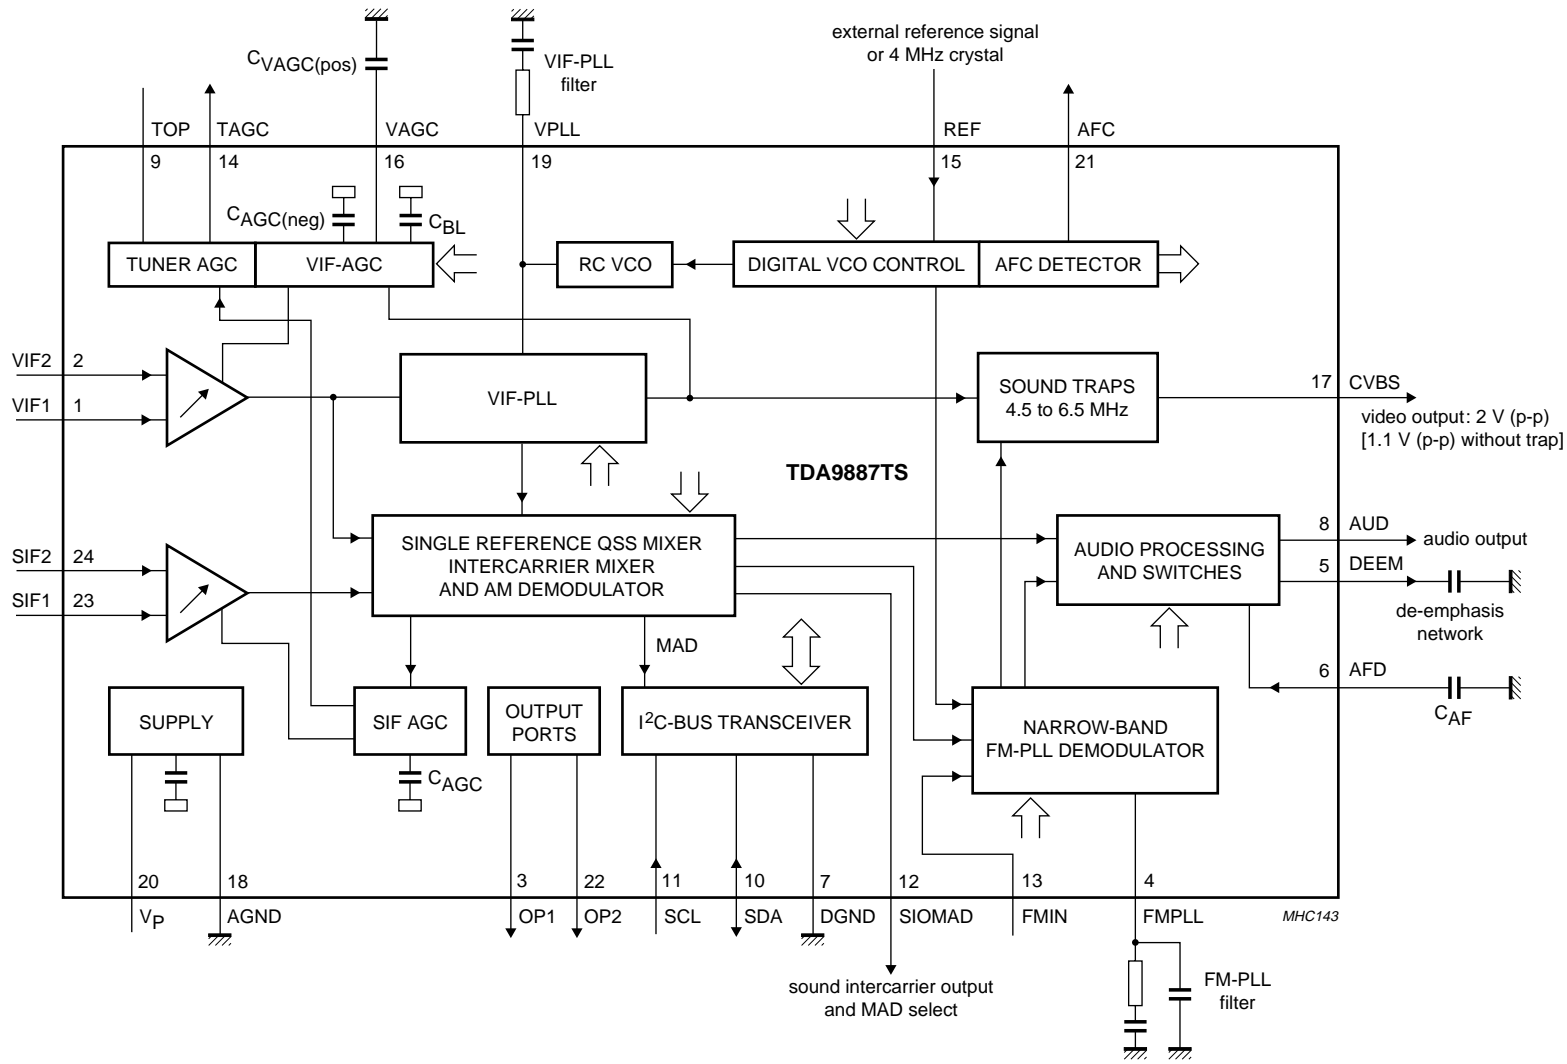 external reference signal
or 4 MHz crystal
CVAGC(pos)
VIF-PLL
filter
TOP
TAGC
VAGC
VPLL
REF
AFC
9
14
16
19
15
21
CAGC(neg)
CBL
TUNER AGC
VIF-AGC
RC VCO
DIGITAL VCO CONTROL
AFC DETECTOR
VIF2
2
VIF1
1
VIF-PLL
SOUND TRAPS
4.5 to 6.5 MHz
17
CVBS
video output: 2 V (p-p)
[1.1 V (p-p) without trap]
TDA9887TS
SIF2
24
SIF1
23
SINGLE REFERENCE QSS MIXER
INTERCARRIER MIXER
AND AM DEMODULATOR
AUDIO PROCESSING
AND SWITCHES
8
AUD
audio output
5
DEEM
de-emphasis
network
MAD
6
AFD
CAF
SUPPLY
SIF AGC
OUTPUT
PORTS
I2C-BUS TRANSCEIVER
NARROW-BAND
FM-PLL DEMODULATOR
CAGC
20
18
3
22
11
10
7
12
13
4
VP
AGND
OP1
OP2
SCL
SDA
DGND
SIOMAD
FMIN
FMPLL
MHC143
sound intercarrier output
and MAD select
FM-PLL
filter